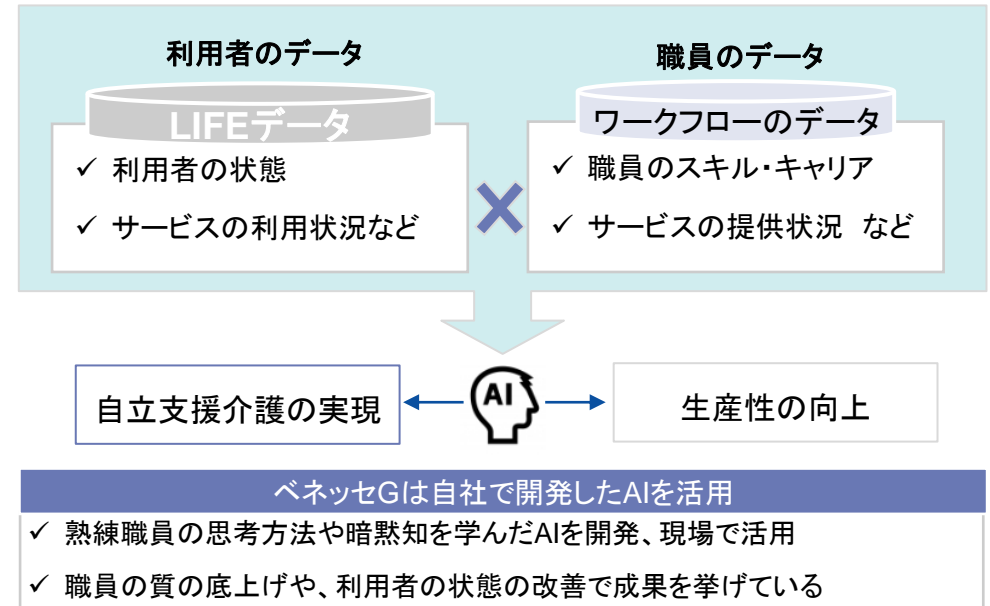 利用者のデータ
LIFEデータ
✓ 利用者の状態
✓ サービスの利用状況など
×
職員のデータ
ワークフローのデータ
✓ 職員のスキル・キャリア
✓ サービスの提供状況 など
自立支援介護の実現
AI
生産性の向上
ベネッセGは自社で開発したAIを活用
✓ 熟練職員の思考方法や暗黙知を学んだAIを開発、現場で活用
✓ 職員の質の底上げや、利用者の状態の改善で成果を挙げている